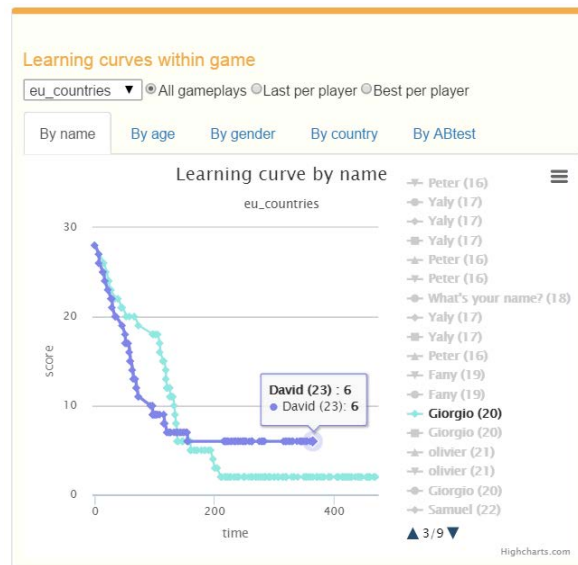 Learning curves within game
eu_countries ▼ All gameplays Last per player Best per player
By name By age By gender By country By ABtest
Learning curve by name
eu_countries
30
20
10
0
score
0 200 400
time
David (23) : 6
David (23): 6
Peter (16)
Yaly (17)
Yaly (17)
Yaly (17)
Peter (16)
Peter (16)
What's your name? (18)
Yaly (17)
Yaly (17)
Peter (16)
Fany (19)
Fany (19)
Giorgio (20)
Giorgio (20)
olivier (21)
olivier (21)
Giorgio (20)
Samuel (22)
▲ 3/9 ▼
Highcharts.com